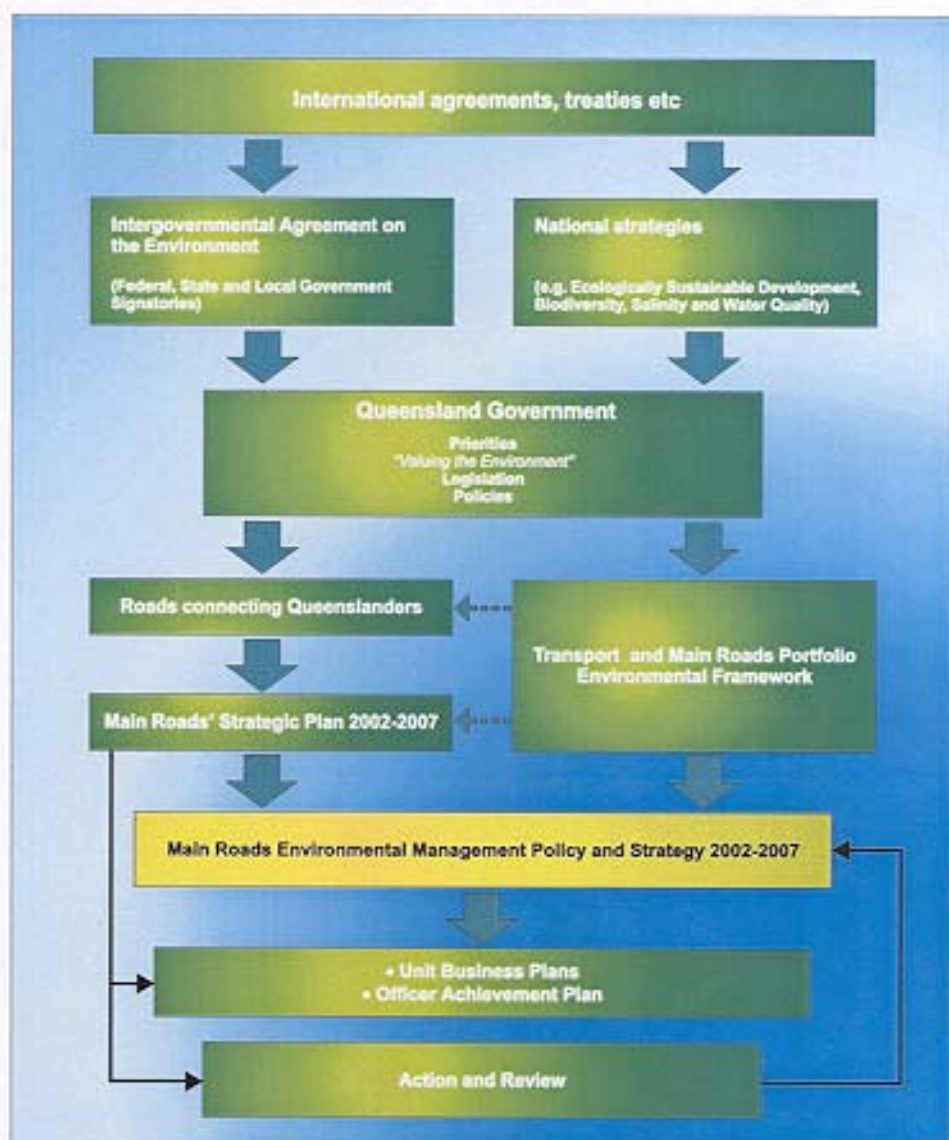 International agreements, treaties etc
Intergovernmental Agreement on
the Environment
(Federal, State and Local Government
Signatories)
National strategies
(e.g. Ecologically Sustainable Development,
Biodiversity, Salinity and Water Quality)
Queensland Government
Priorities
"Valuing the Environment"
Legislation
Policies
Roads connecting Queenslanders
Transport and Main Roads Portfolio
Environmental Framework
Main Roads' Strategic Plan 2002-2007
Main Roads Environmental Management Policy and Strategy 2002-2007
• Unit Business Plans
• Officer Achievement Plan
Action and Review